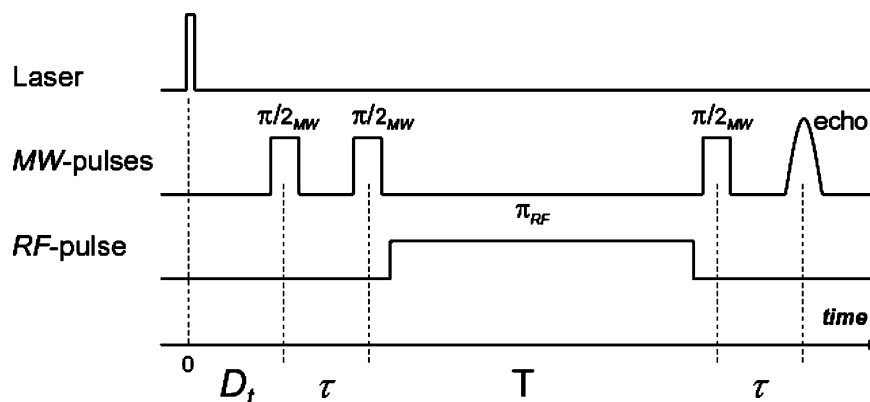 Laser
π/2MW π/2MW π/2MW echo
MW-pulses
πRF
RF-pulse
time
0
Dt τ T τ